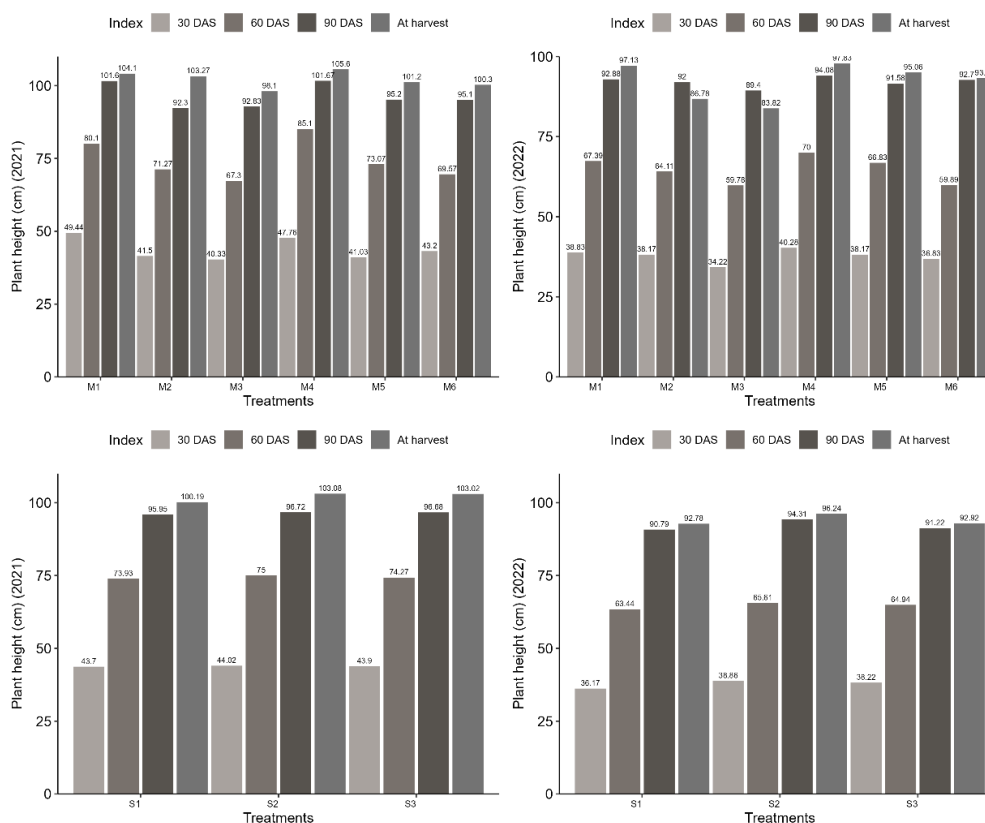 Index 30 DAS 60 DAS 90 DAS At harvest
Plant height (cm) (2021)
100
75
50
25
0
49.44 80.1 101.6 104.1
41.5 71.27 92.3 103.27
40.33 67.3 92.83 98.1
47.78 85.1 101.67 105.6
41.03 73.07 95.2 101.2
43.2 69.57 95.1 100.3
M1 M2 M3 M4 M5 M6
Treatments
Index 30 DAS 60 DAS 90 DAS At harvest
Plant height (cm) (2022)
100
75
50
25
0
38.83 67.39 92.88 97.13
38.17 64.11 92 86.78
34.22 59.78 89.4 83.82
40.28 70 94.08 97.83
38.17 66.83 91.58 95.06
36.83 59.89 92.7 93.
M1 M2 M3 M4 M5 M6
Treatments
Index 30 DAS 60 DAS 90 DAS At harvest
Plant height (cm) (2021)
100
75
50
25
0
43.7 73.93 95.95 100.19
44.02 75 96.72 103.08
43.9 74.27 96.68 103.02
S1 S2 S3
Treatments
Index 30 DAS 60 DAS 90 DAS At harvest
Plant height (cm) (2022)
100
75
50
25
0
36.17 63.44 90.79 92.78
38.88 65.61 94.31 96.24
38.22 64.94 91.22 92.92
S1 S2 S3
Treatments